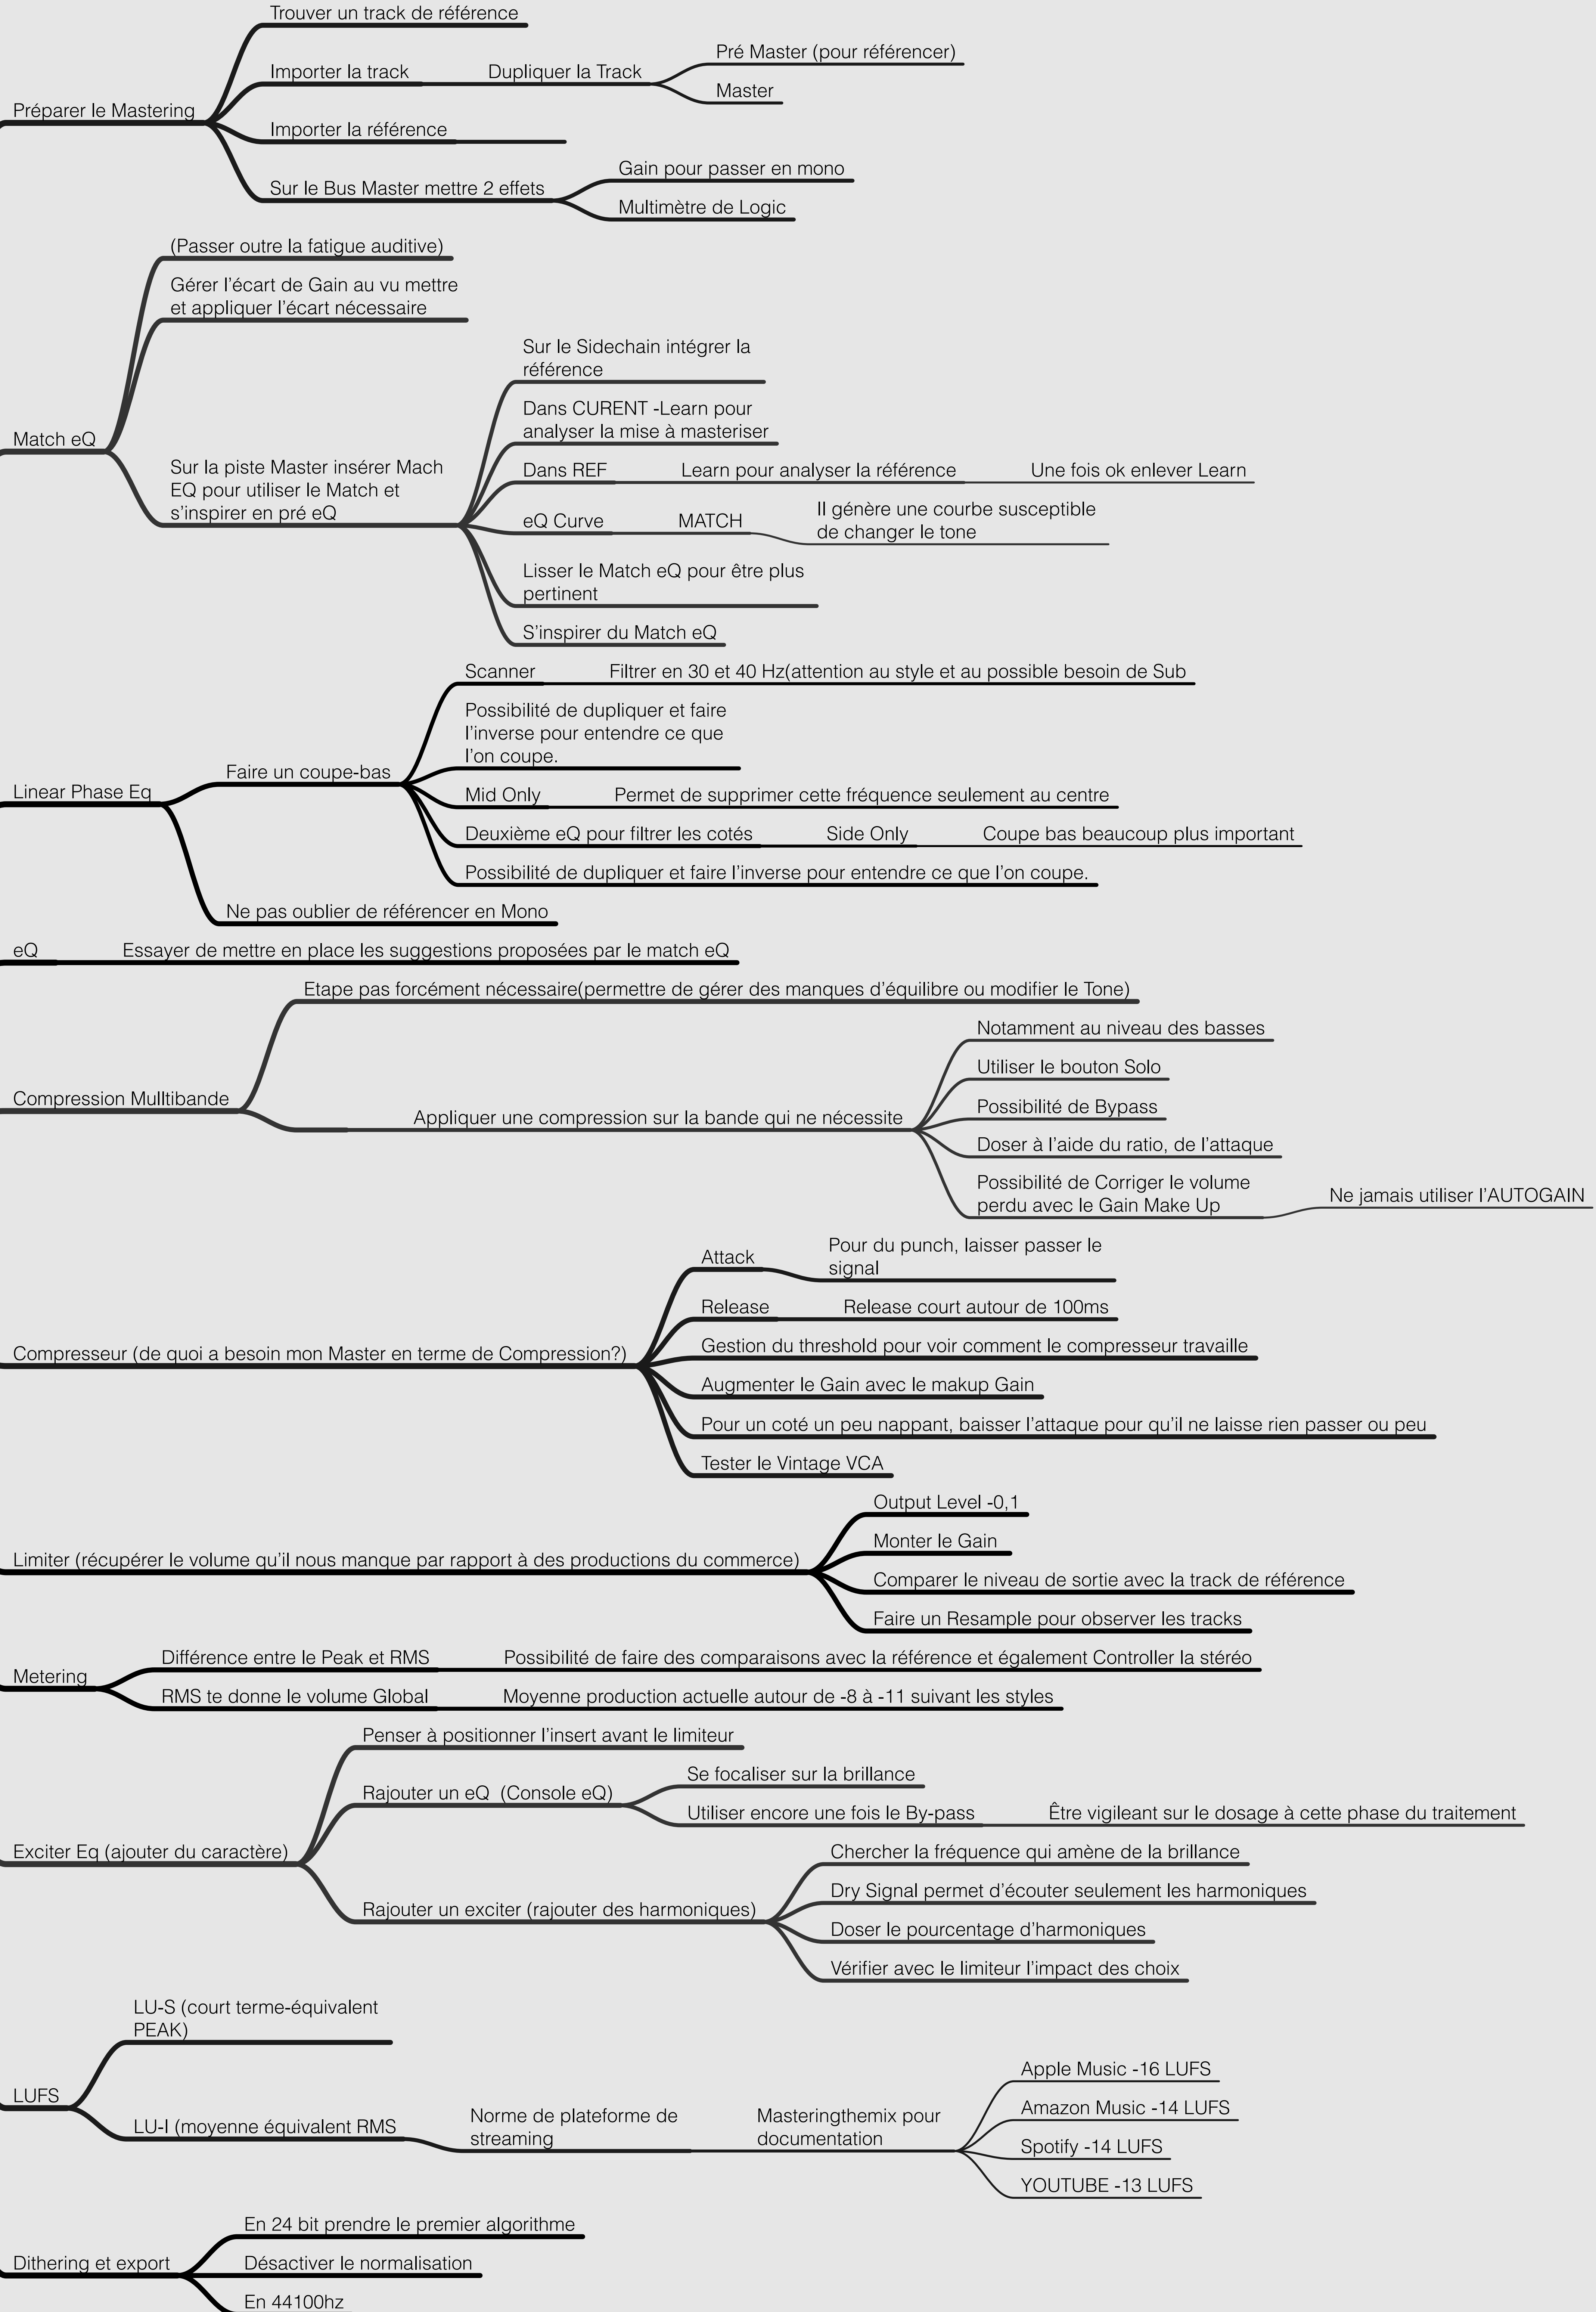 Trouver un track de référence
Préparer le Mastering
Importer la track
Dupliquer la Track
Pré Master (pour référencer)
Master
Importer la référence
Sur le Bus Master mettre 2 effets
Gain pour passer en mono
Multimètre de Logic
Match eQ
(Passer outre la fatigue auditive)
Gérer l'écart de Gain au vu mettre
et appliquer l'écart nécessaire
Sur la piste Master insérer Mach
EQ pour utiliser le Match et
s'inspirer en pré eQ
Sur le Sidechain intégrer la
référence
Dans CURENT -Learn pour
analyser la mise à masteriser
Dans REF
Learn pour analyser la référence
Une fois ok enlever Learn
eQ Curve
MATCH
Il génère une courbe susceptible
de changer le tone
Lisser le Match eQ pour être plus
pertinent
S'inspirer du Match eQ
Linear Phase Eq
Faire un coupe-bas
Scanner
Filtrer en 30 et 40 Hz(attention au style et au possible besoin de Sub
Possibilité de dupliquer et faire
l'inverse pour entendre ce que
l'on coupe.
Mid Only
Permet de supprimer cette fréquence seulement au centre
Deuxième eQ pour filtrer les cotés
Side Only
Coupe bas beaucoup plus important
Possibilité de dupliquer et faire l'inverse pour entendre ce que l'on coupe.
Ne pas oublier de référencer en Mono
eQ
Essayer de mettre en place les suggestions proposées par le match eQ
Compression Mulltibande
Etape pas forcément nécessaire(permettre de gérer des manques d'équilibre ou modifier le Tone)
Appliquer une compression sur la bande qui ne nécessite
Notamment au niveau des basses
Utiliser le bouton Solo
Possibilité de Bypass
Doser à l'aide du ratio, de l'attaque
Possibilité de Corriger le volume
perdu avec le Gain Make Up
Ne jamais utiliser l'AUTOGAIN
Compresseur (de quoi a besoin mon Master en terme de Compression?)
Attack
Pour du punch, laisser passer le
signal
Release
Release court autour de 100ms
Gestion du threshold pour voir comment le compresseur travaille
Augmenter le Gain avec le makup Gain
Pour un coté un peu nappant, baisser l'attaque pour qu'il ne laisse rien passer ou peu
Tester le Vintage VCA
Limiter (récupérer le volume qu'il nous manque par rapport à des productions du commerce)
Output Level -0,1
Monter le Gain
Comparer le niveau de sortie avec la track de référence
Faire un Resample pour observer les tracks
Metering
Différence entre le Peak et RMS
Possibilité de faire des comparaisons avec la référence et également Controller la stéréo
RMS te donne le volume Global
Moyenne production actuelle autour de -8 à -11 suivant les styles
Exciter Eq (ajouter du caractère)
Penser à positionner l'insert avant le limiteur
Rajouter un eQ (Console eQ)
Se focaliser sur la brillance
Utiliser encore une fois le By-pass
Être vigileant sur le dosage à cette phase du traitement
Rajouter un exciter (rajouter des harmoniques)
Chercher la fréquence qui amène de la brillance
Dry Signal permet d'écouter seulement les harmoniques
Doser le pourcentage d'harmoniques
Vérifier avec le limiteur l'impact des choix
LUFS
LU-S (court terme-équivalent
PEAK)
LU-I (moyenne équivalent RMS
Norme de plateforme de
streaming
Masteringthemix pour
documentation
Apple Music -16 LUFS
Amazon Music -14 LUFS
Spotify -14 LUFS
YOUTUBE -13 LUFS
Dithering et export
En 24 bit prendre le premier algorithme
Désactiver le normalisation
En 44100hz